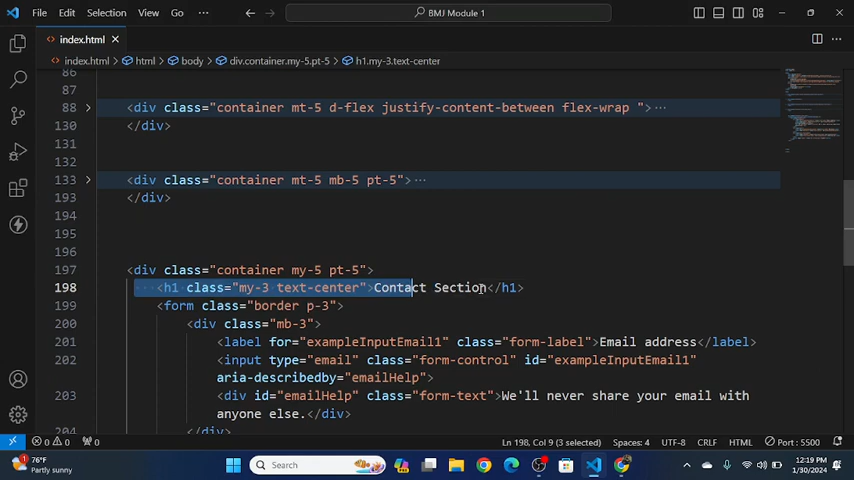 File Edit Selection View Go ··· BMJ Module 1
index.html
index.html > html > body > div.container.my-5.pt-5 > h1.my-3.text-center
86
87
88 <div class="container mt-5 d-flex justify-content-between flex-wrap ">···
130 </div>
131
132
133 <div class="container mt-5 mb-5 pt-5">···
193 </div>
194
195
196
197 <div class="container my-5 pt-5">
198 <h1 class="my-3 text-center">Contact Section</h1>
199 <form class="border p-3">
200 <div class="mb-3">
201 <label for="exampleInputEmail1" class="form-label">Email address</label>
202 <input type="email" class="form-control" id="exampleInputEmail1"
aria-describedby="emailHelp">
203 <div id="emailHelp" class="form-text">We'll never share your email with
anyone else.</div>
204 </div>
0 0 0 Ln 198, Col 9 (3 selected) Spaces: 4 UTF-8 CRLF HTML Port : 5500
76°F
Partly sunny
Search
12:19 PM
1/30/2024